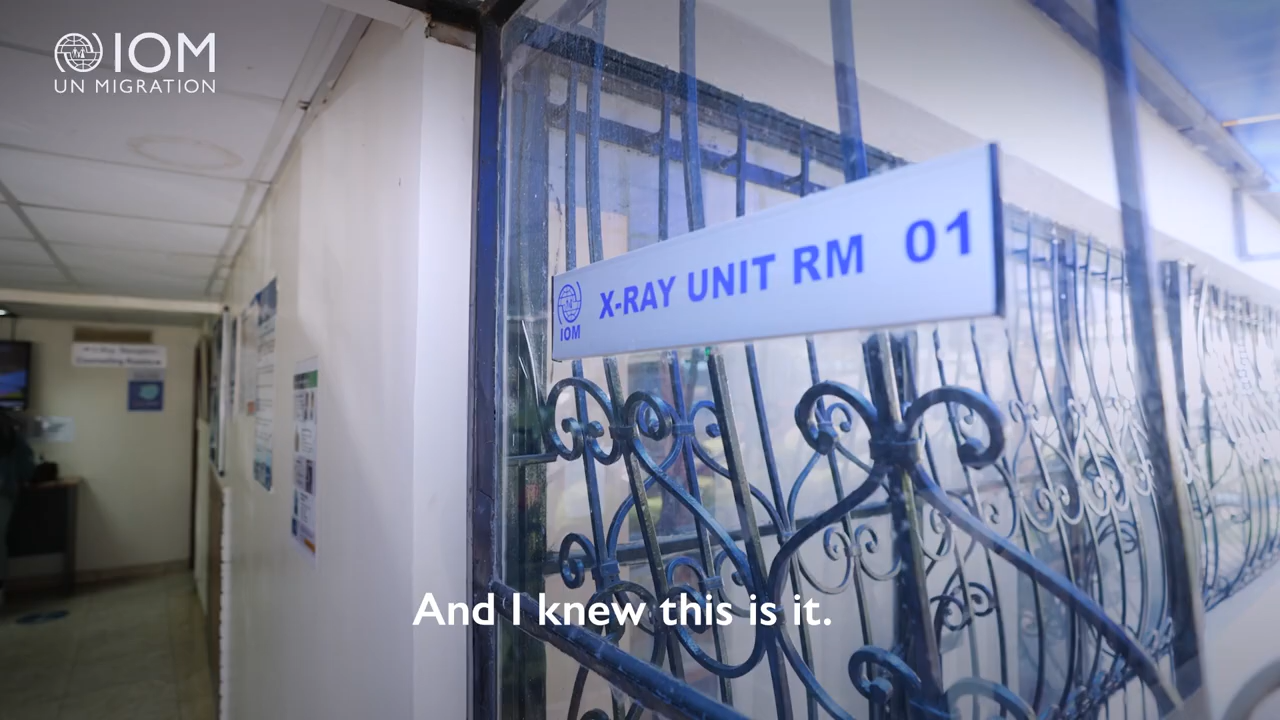 IOM
UN MIGRATION
X-RAY UNIT RM 01
IOM
And I knew this is it.